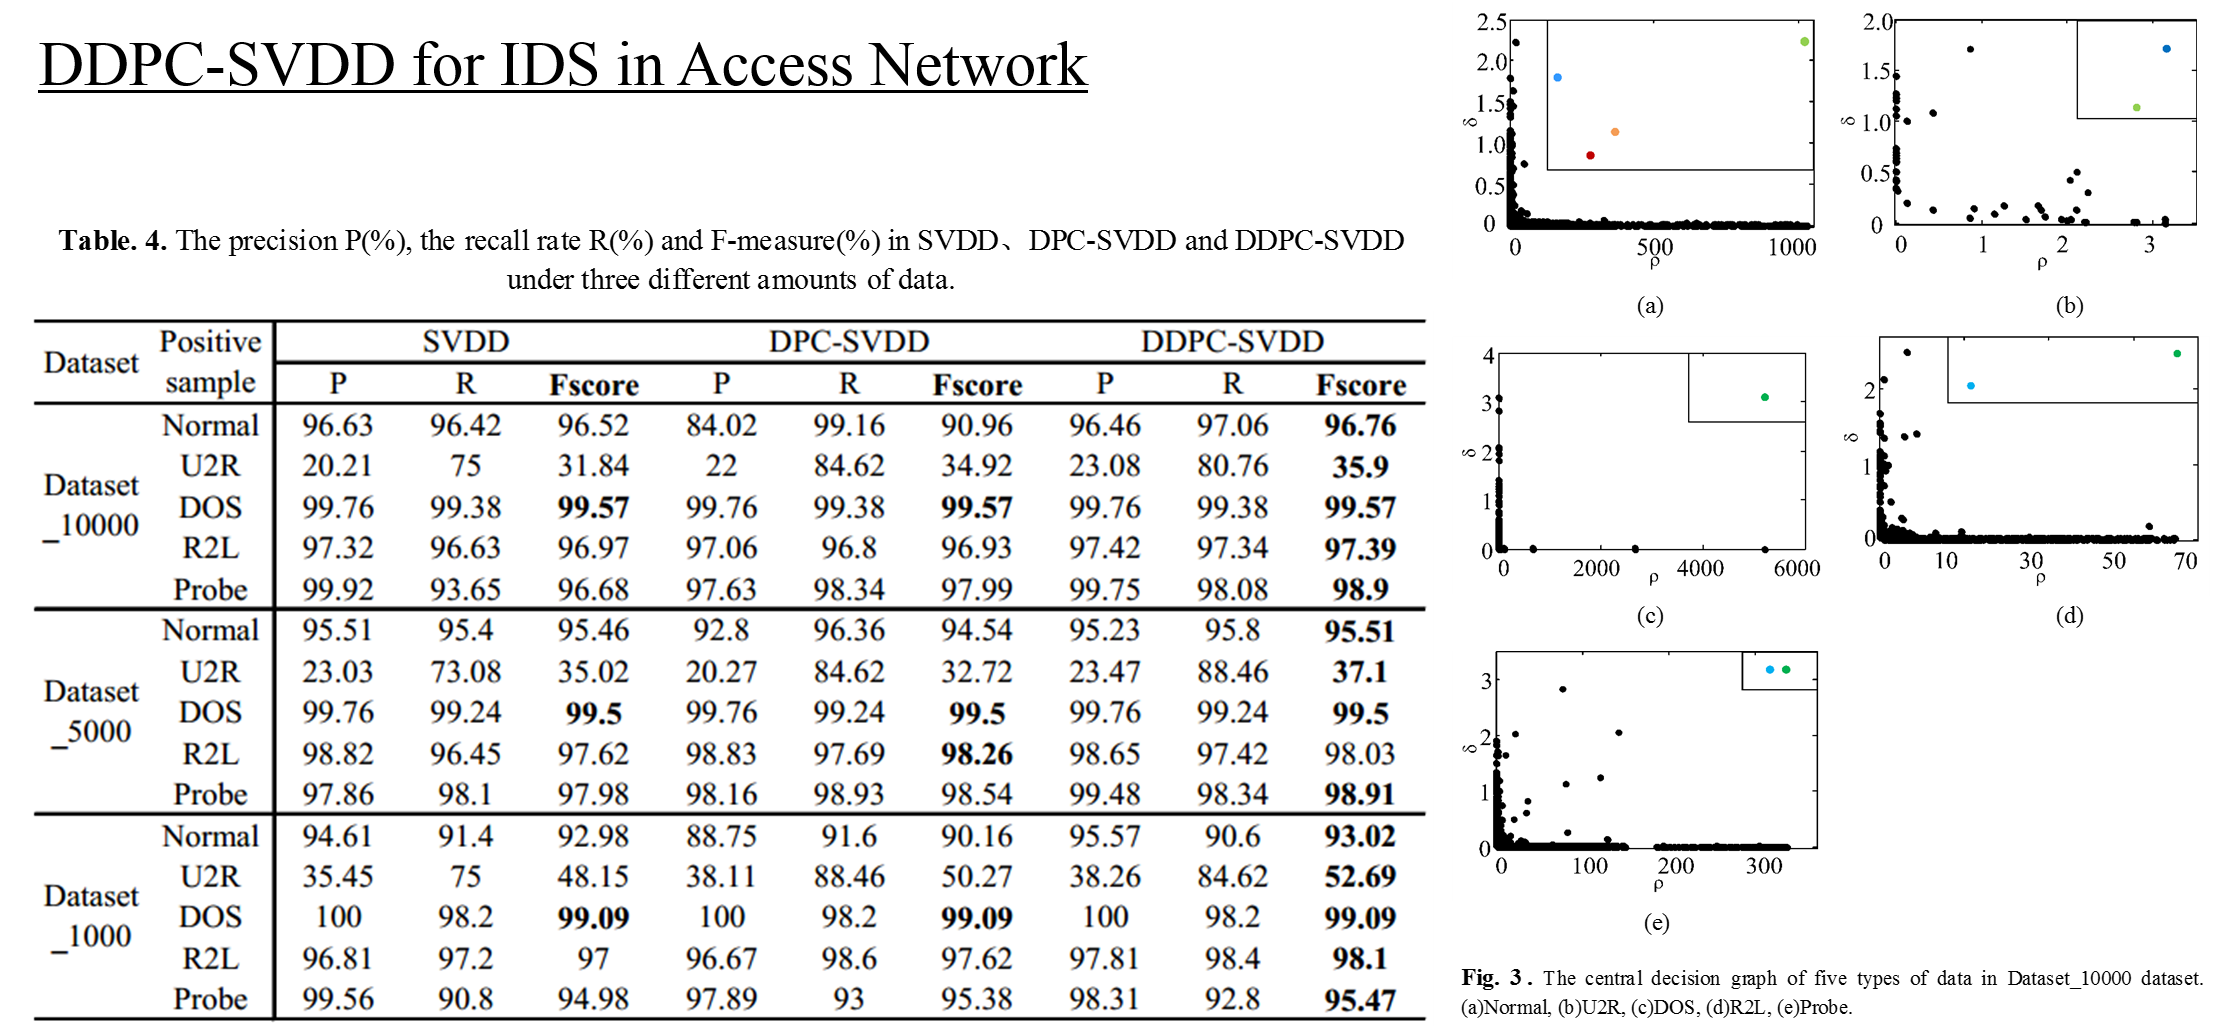 DDPC-SVDD for IDS in Access Network
Table. 4. The precision P(%), the recall rate R(%) and F-measure(%) in SVDD、DPC-SVDD and DDPC-SVDD
under three different amounts of data.
Dataset Positive sample SVDD DPC-SVDD DDPC-SVDD
P R Fscore P R Fscore P R Fscore
Dataset _10000
Normal 96.63 96.42 96.52 84.02 99.16 90.96 96.46 97.06 96.76
U2R 20.21 75 31.84 22 84.62 34.92 23.08 80.76 35.9
DOS 99.76 99.38 99.57 99.76 99.38 99.57 99.76 99.38 99.57
R2L 97.32 96.63 96.97 97.06 96.8 96.93 97.42 97.34 97.39
Probe 99.92 93.65 96.68 97.63 98.34 97.99 99.75 98.08 98.9
Dataset _5000
Normal 95.51 95.4 95.46 92.8 96.36 94.54 95.23 95.8 95.51
U2R 23.03 73.08 35.02 20.27 84.62 32.72 23.47 88.46 37.1
DOS 99.76 99.24 99.5 99.76 99.24 99.5 99.76 99.24 99.5
R2L 98.82 96.45 97.62 98.83 97.69 98.26 98.65 97.42 98.03
Probe 97.86 98.1 97.98 98.16 98.93 98.54 99.48 98.34 98.91
Dataset _1000
Normal 94.61 91.4 92.98 88.75 91.6 90.16 95.57 90.6 93.02
U2R 35.45 75 48.15 38.11 88.46 50.27 38.26 84.62 52.69
DOS 100 98.2 99.09 100 98.2 99.09 100 98.2 99.09
R2L 96.81 97.2 97 96.67 98.6 97.62 97.81 98.4 98.1
Probe 99.56 90.8 94.98 97.89 93 95.38 98.31 92.8 95.47
2.5
2.0
1.5
δ
1.0
0.5
0
0 500 1000
ρ
(a)
2.0
1.5
δ 1.0
0.5
0
0 1 2 3
ρ
(b)
4
3
δ 2
1
0
0 2000 4000 6000
ρ
(c)
2
δ
1
0
0 10 30 50 70
ρ
(d)
3
δ 2
1
0
0 100 200 300
ρ
(e)
Fig. 3. The central decision graph of five types of data in Dataset_10000 dataset.
(a)Normal, (b)U2R, (c)DOS, (d)R2L, (e)Probe.